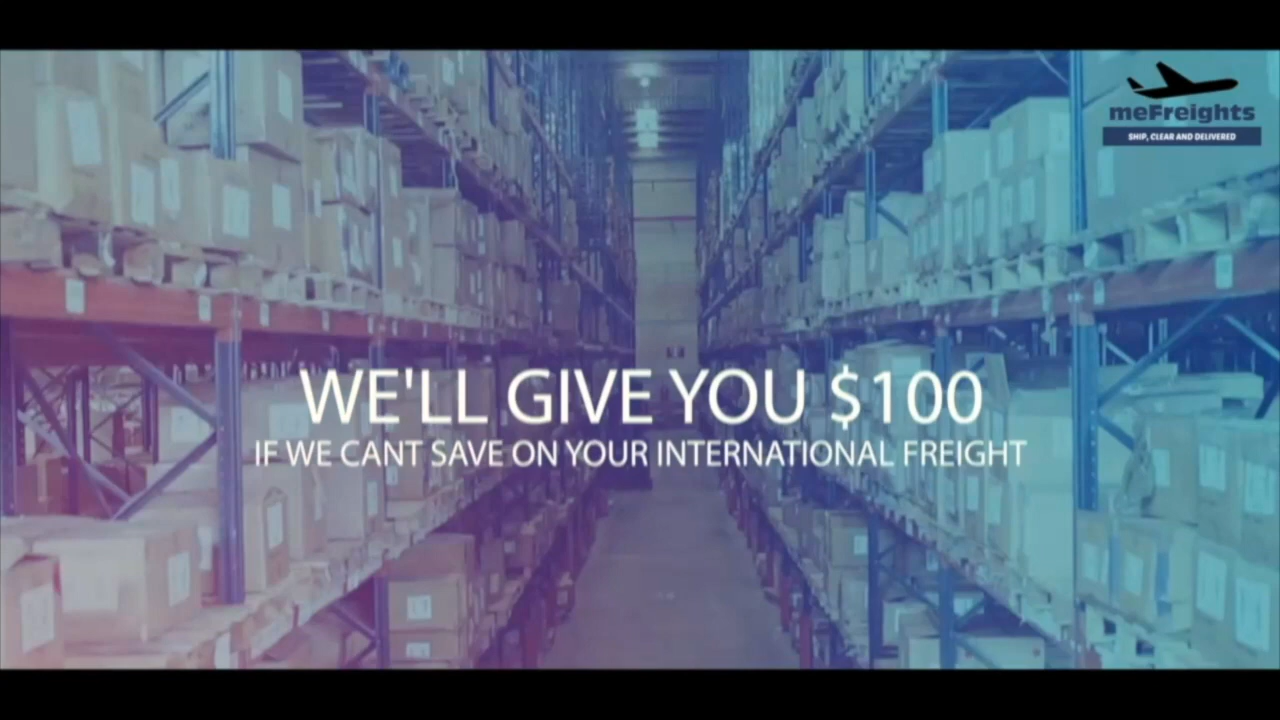 meFreights
SHIP, CLEAR AND DELIVERED
WE'LL GIVE YOU $100
IF WE CANT SAVE ON YOUR INTERNATIONAL FREIGHT